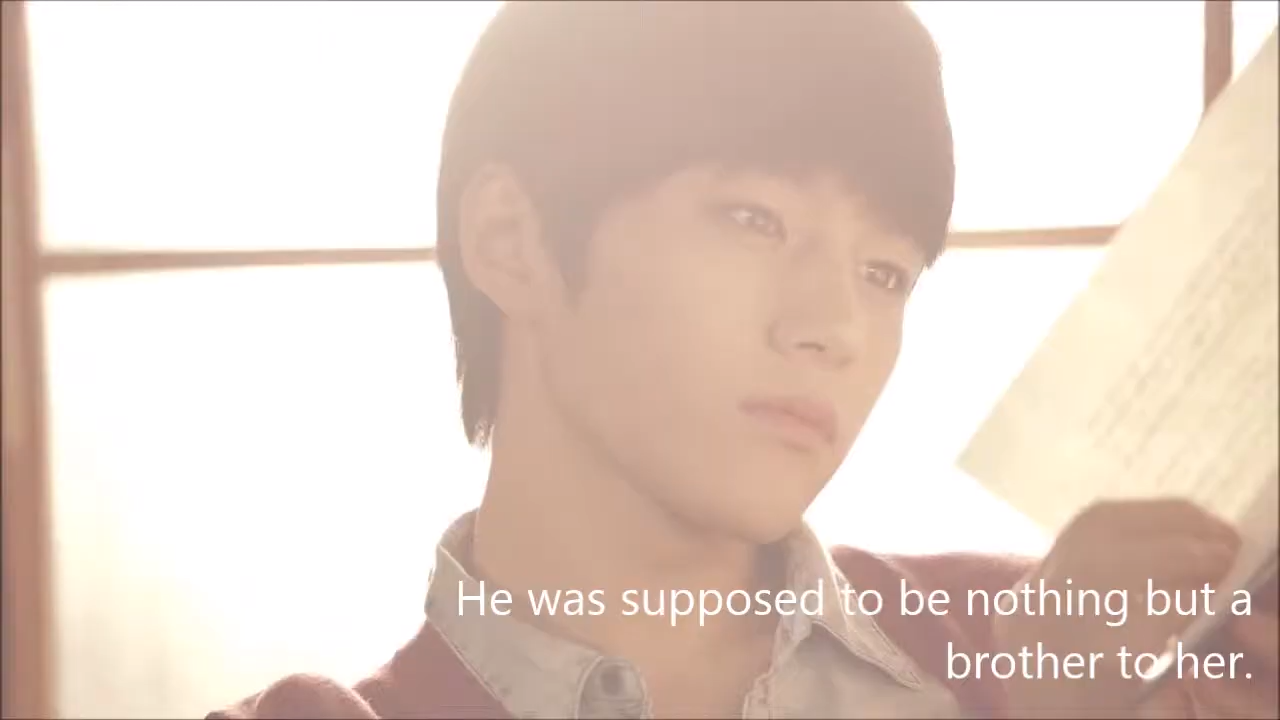 He was supposed to be nothing but a
brother to her.